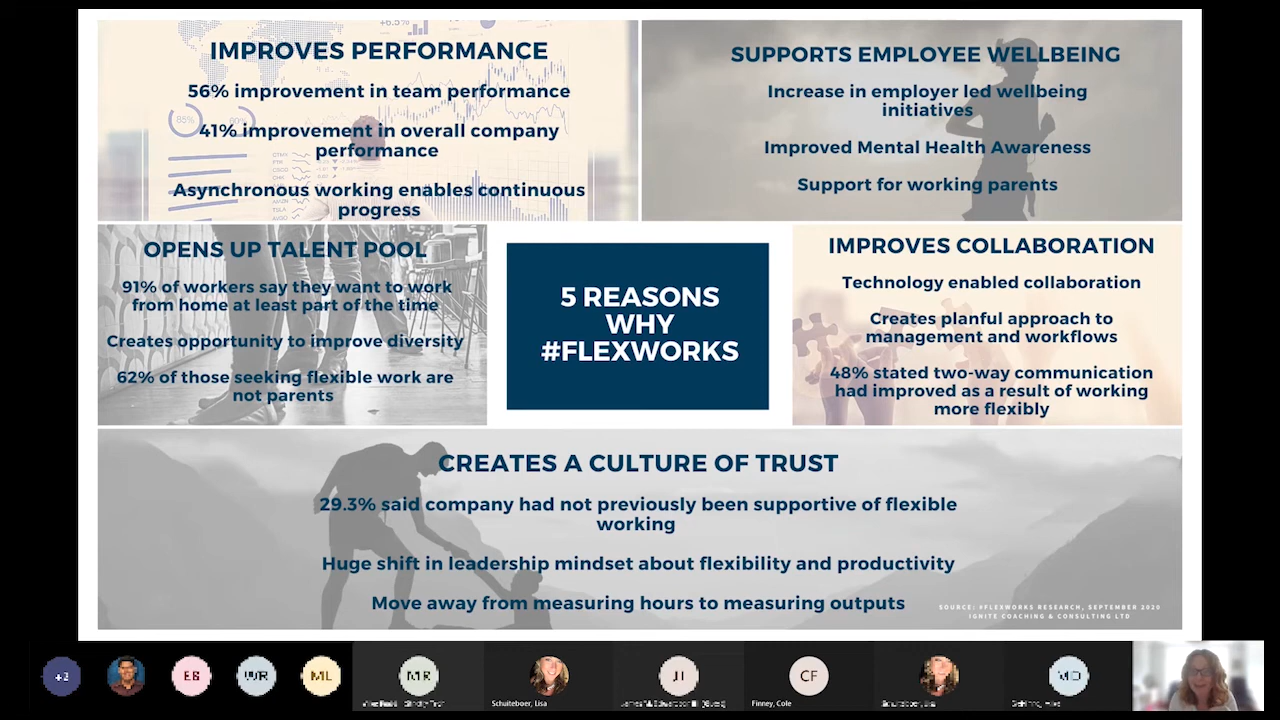 IMPROVES PERFORMANCE
56% improvement in team performance
41% improvement in overall company
performance
Asynchronous working enables continuous
progress
+6.5%
85%
90%
SUPPORTS EMPLOYEE WELLBEING
Increase in employer led wellbeing
initiatives
Improved Mental Health Awareness
Support for working parents
OPENS UP TALENT POOL
91% of workers say they want to work
from home at least part of the time
Creates opportunity to improve diversity
62% of those seeking flexible work are
not parents
5 REASONS
WHY
#FLEXWORKS
IMPROVES COLLABORATION
Technology enabled collaboration
Creates planful approach to
management and workflows
48% stated two-way communication
had improved as a result of working
more flexibly
CREATES A CULTURE OF TRUST
29.3% said company had not previously been supportive of flexible
working
Huge shift in leadership mindset about flexibility and productivity
Move away from measuring hours to measuring outputs
SOURCE: #FLEXWORKS RESEARCH, SEPTEMBER 2020
IGNITE COACHING & CONSULTING LTD
+2
EB
WR
ML
MR
JI
CF
MO
Schuiteboer, Lisa
Finney, Cole
Schuiteboer, Lisa